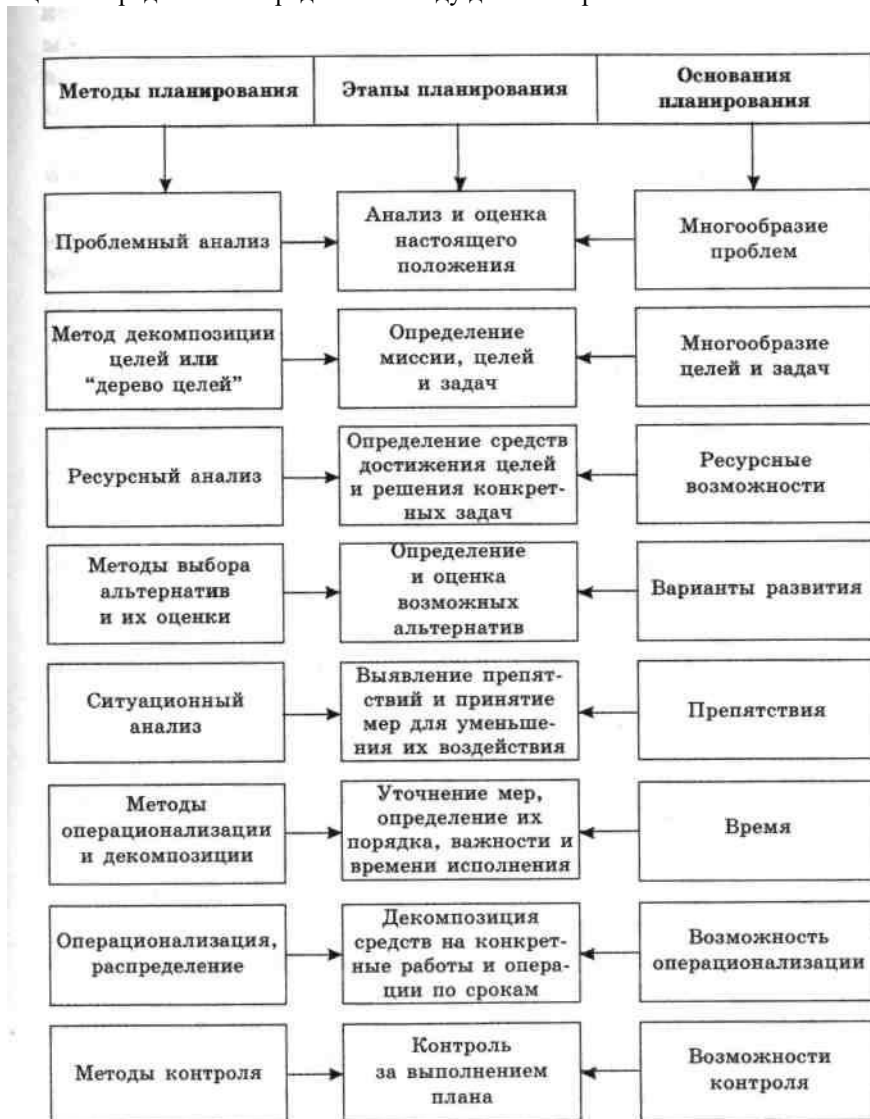 Методы планирования
Этапы планирования
Основания
планирования
Проблемный анализ
Анализ и оценка
настоящего
положения
Многообразие
проблем
Метод декомпозиции
целей или
“дерево целей”
Определение
миссии, целей
и задач
Многообразие
целей и задач
Ресурсный анализ
Определение средств
достижения целей
и решения конкрет-
ных задач
Ресурсные
возможности
Методы выбора
альтернатив
и их оценки
Определение
и оценка
возможных
альтернатив
Варианты развития
Ситуационный
анализ
Выявление препят-
ствий и принятие
мер для уменьше-
ния их воздействия
Препятствия
Методы
операционализации
и декомпозиции
Уточнение мер,
определение их
порядка, важности и
времени исполнения
Время
Операционализация,
распределение
Декомпозиция
средств на конкрет-
ные работы и опера-
ции по срокам
Возможность
операционализации
Методы контроля
Контроль
за выполнением
плана
Возможности
контроля